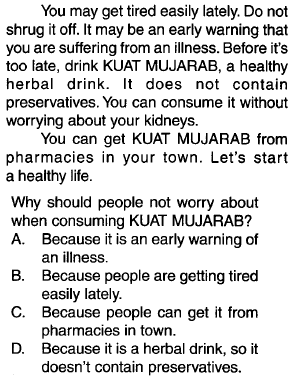 You may get tired easily lately. Do not
shrug it off. It may be an early warning that
you are suffering from an illness. Before it's
too late, drink KUAT MUJARAB, a healthy
herbal drink. It does not contain
preservatives. You can consume it without
worrying about your kidneys.
You can get KUAT MUJARAB from
pharmacies in your town. Let's start
a healthy life.
Why should people not worry about
when consuming KUAT MUJARAB?
A. Because it is an early warning of
an illness.
B. Because people are getting tired
easily lately.
C. Because people can get it from
pharmacies in town.
D. Because it is a herbal drink, so it
doesn't contain preservatives.